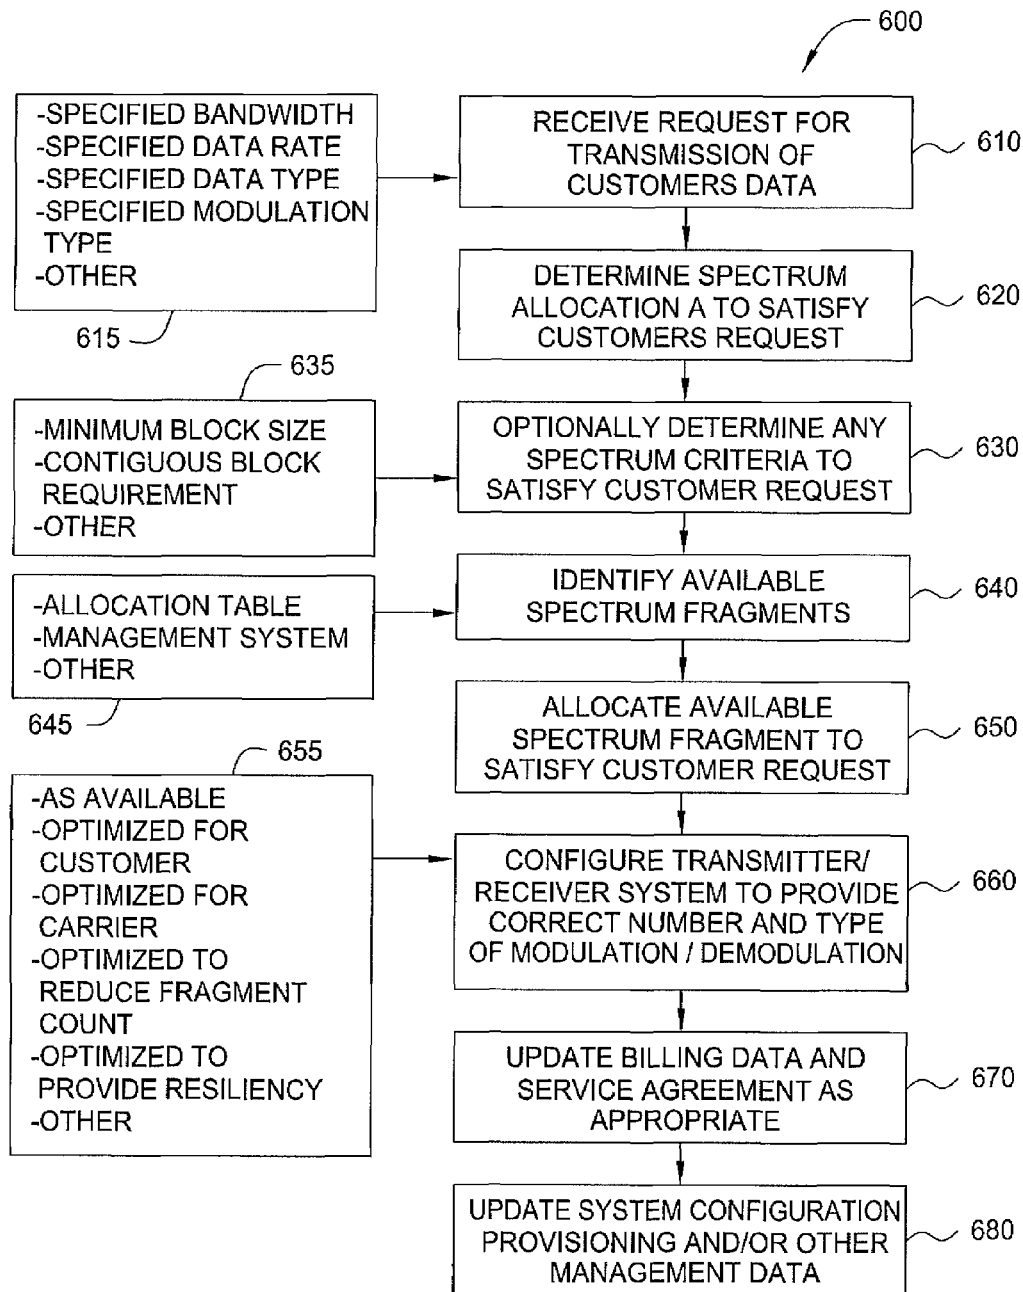 600
-SPECIFIED BANDWIDTH
-SPECIFIED DATA RATE
-SPECIFIED DATA TYPE
-SPECIFIED MODULATION
TYPE
-OTHER
615
RECEIVE REQUEST FOR
TRANSMISSION OF
CUSTOMERS DATA
610
DETERMINE SPECTRUM
ALLOCATION A TO SATISFY
CUSTOMERS REQUEST
620
635
-MINIMUM BLOCK SIZE
-CONTIGUOUS BLOCK
REQUIREMENT
-OTHER
OPTIONALLY DETERMINE ANY
SPECTRUM CRITERIA TO
SATISFY CUSTOMER REQUEST
630
-ALLOCATION TABLE
-MANAGEMENT SYSTEM
-OTHER
645
IDENTIFY AVAILABLE
SPECTRUM FRAGMENTS
640
ALLOCATE AVAILABLE
SPECTRUM FRAGMENT TO
SATISFY CUSTOMER REQUEST
650
655
-AS AVAILABLE
-OPTIMIZED FOR
CUSTOMER
-OPTIMIZED FOR
CARRIER
-OPTIMIZED TO
REDUCE FRAGMENT
COUNT
-OPTIMIZED TO
PROVIDE RESILIENCY
-OTHER
CONFIGURE TRANSMITTER/
RECEIVER SYSTEM TO PROVIDE
CORRECT NUMBER AND TYPE
OF MODULATION / DEMODULATION
660
UPDATE BILLING DATA AND
SERVICE AGREEMENT AS
APPROPRIATE
670
UPDATE SYSTEM CONFIGURATION
PROVISIONING AND/OR OTHER
MANAGEMENT DATA
680